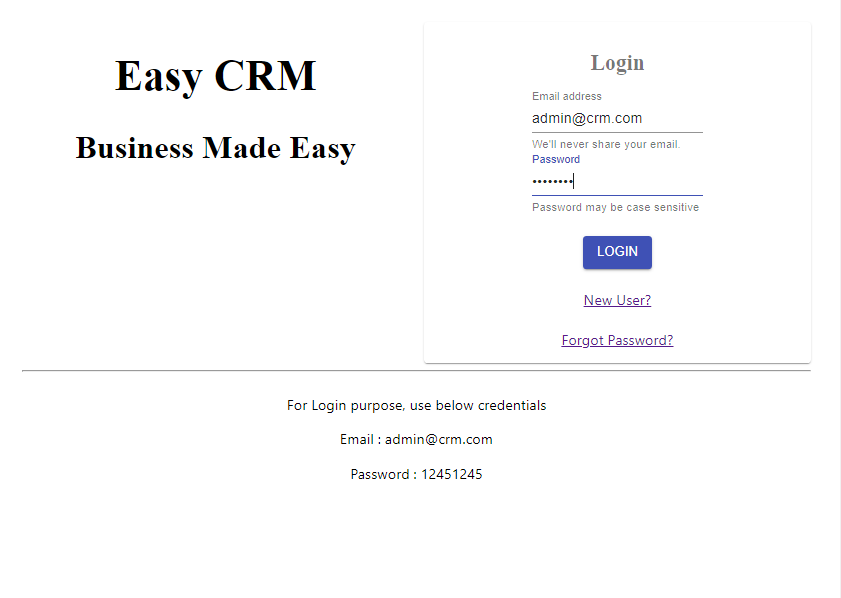 Easy CRM
Business Made Easy
Login
Email address
admin@crm.com
We'll never share your email.
Password
••••••••
Password may be case sensitive
LOGIN
New User?
Forgot Password?
For Login purpose, use below credentials
Email : admin@crm.com
Password : 12451245